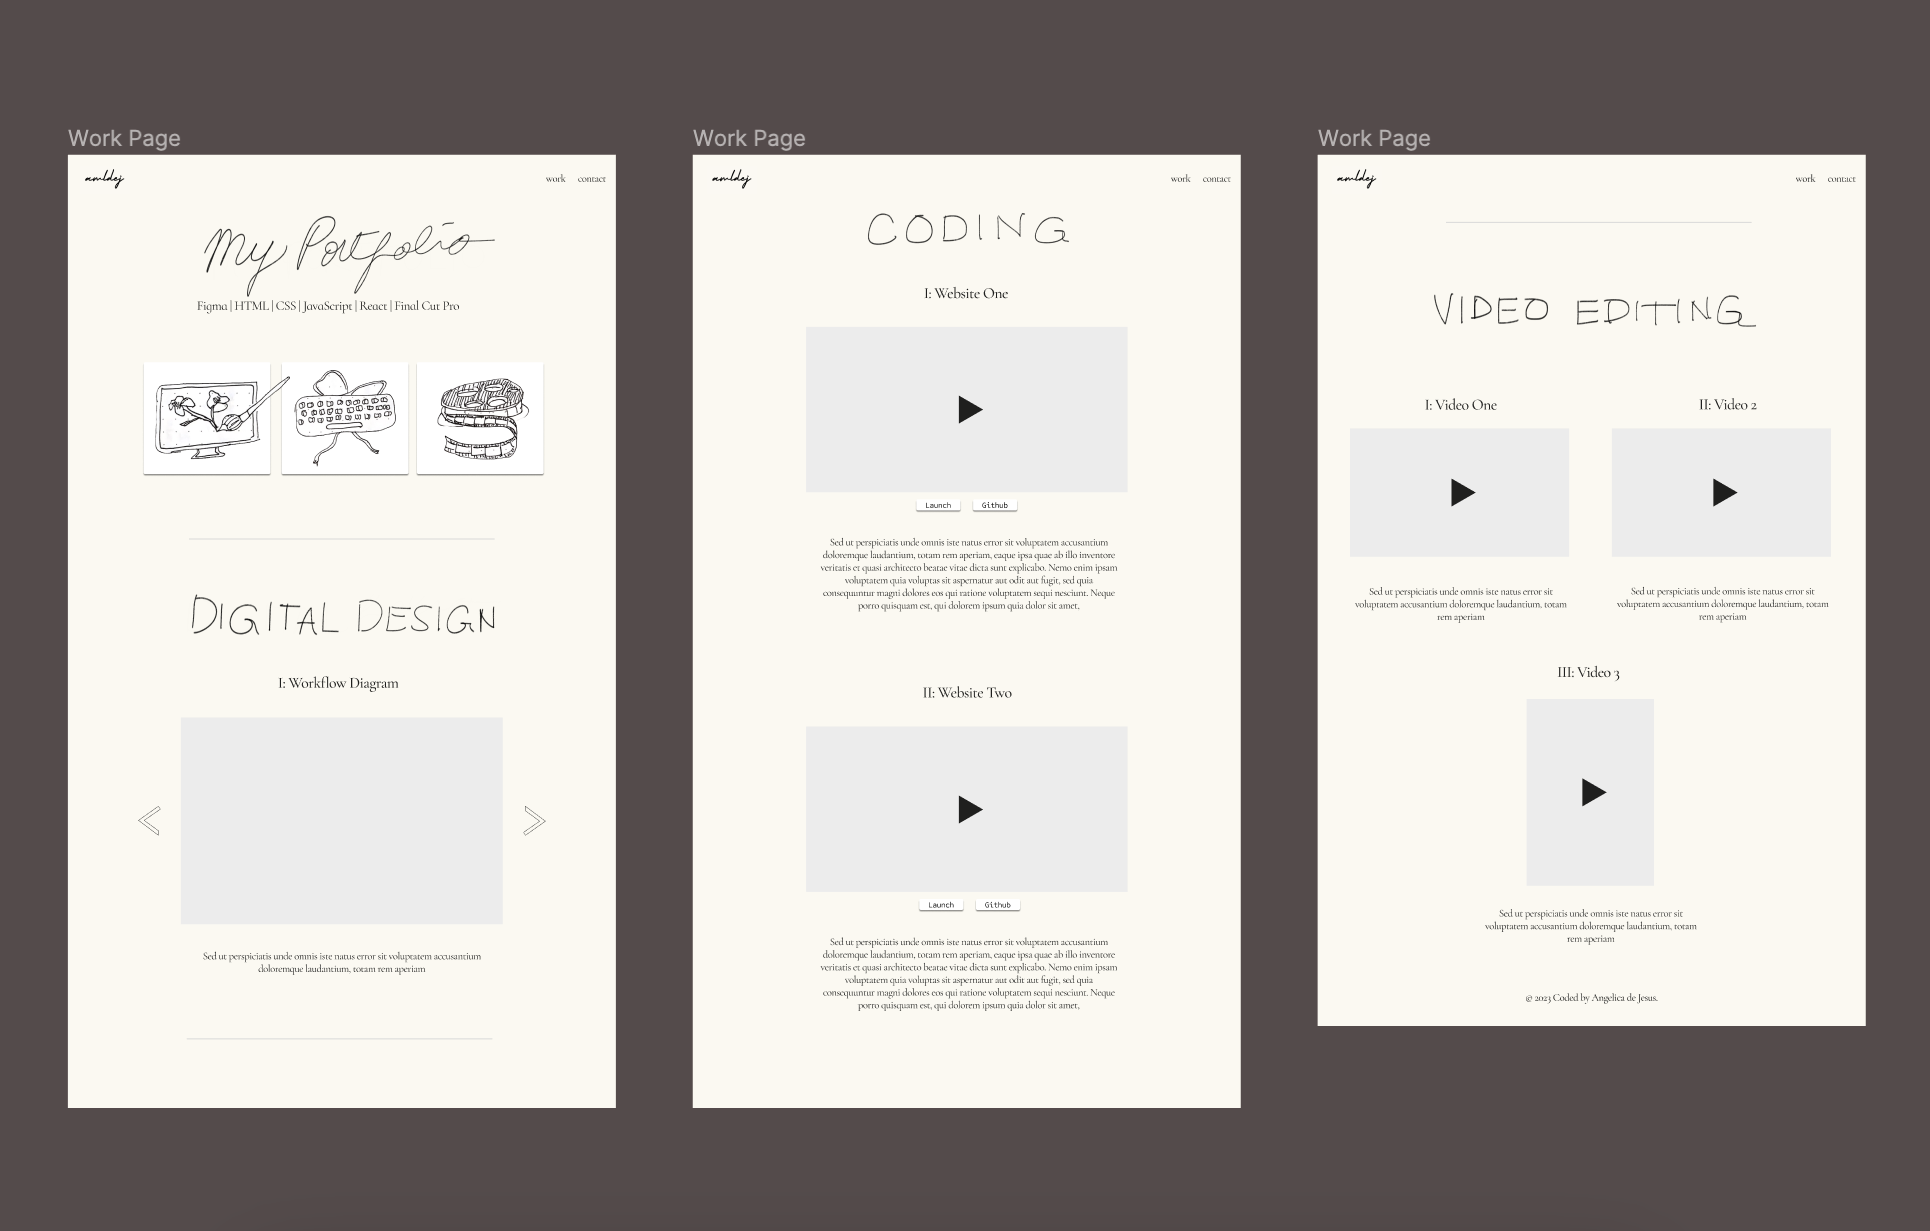 Work Page
amldej
work contact
My Portfolio
Figma | HTML | CSS | JavaScript | React | Final Cut Pro
DIGITAL DESIGN
I: Workflow Diagram
Sed ut perspiciatis unde omnis iste natus error sit voluptatem accusantium
doloremque laudantium, totam rem aperiam
Work Page
amldej
work contact
CODING
I: Website One
Launch Github
Sed ut perspiciatis unde omnis iste natus error sit voluptatem accusantium
doloremque laudantium, totam rem aperiam, eaque ipsa quae ab illo inventore
veritatis et quasi architecto beatae vitae dicta sunt explicabo. Nemo enim ipsam
voluptatem quia voluptas sit aspernatur aut odit aut fugit, sed quia
consequuntur magni dolores eos qui ratione voluptatem sequi nesciunt. Neque
porro quisquam est, qui dolorem ipsum quia dolor sit amet,
II: Website Two
Launch Github
Sed ut perspiciatis unde omnis iste natus error sit voluptatem accusantium
doloremque laudantium, totam rem aperiam, eaque ipsa quae ab illo inventore
veritatis et quasi architecto beatae vitae dicta sunt explicabo. Nemo enim ipsam
voluptatem quia voluptas sit aspernatur aut odit aut fugit, sed quia
consequuntur magni dolores eos qui ratione voluptatem sequi nesciunt. Neque
porro quisquam est, qui dolorem ipsum quia dolor sit amet,
Work Page
amldej
work contact
VIDEO EDITING
I: Video One
Sed ut perspiciatis unde omnis iste natus error sit
voluptatem accusantium doloremque laudantium, totam
rem aperiam
II: Video 2
Sed ut perspiciatis unde omnis iste natus error sit
voluptatem accusantium doloremque laudantium, totam
rem aperiam
III: Video 3
Sed ut perspiciatis unde omnis iste natus error sit
voluptatem accusantium doloremque laudantium, totam
rem aperiam
© 2023 Coded by Angelica de Jesus.